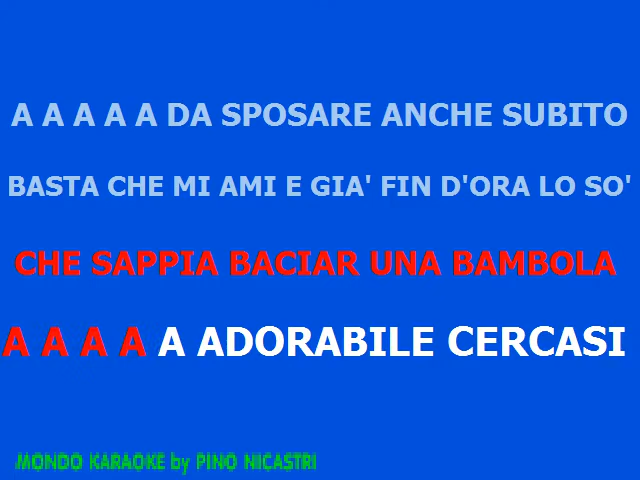 A A A A A DA SPOSARE ANCHE SUBITO
BASTA CHE MI AMI E GIA' FIN D'ORA LO SO'
CHE SAPPIA BACIAR UNA BAMBOLA
A A A A A ADORABILE CERCASI
MONDO KARAOKE by PINO NICASTRI